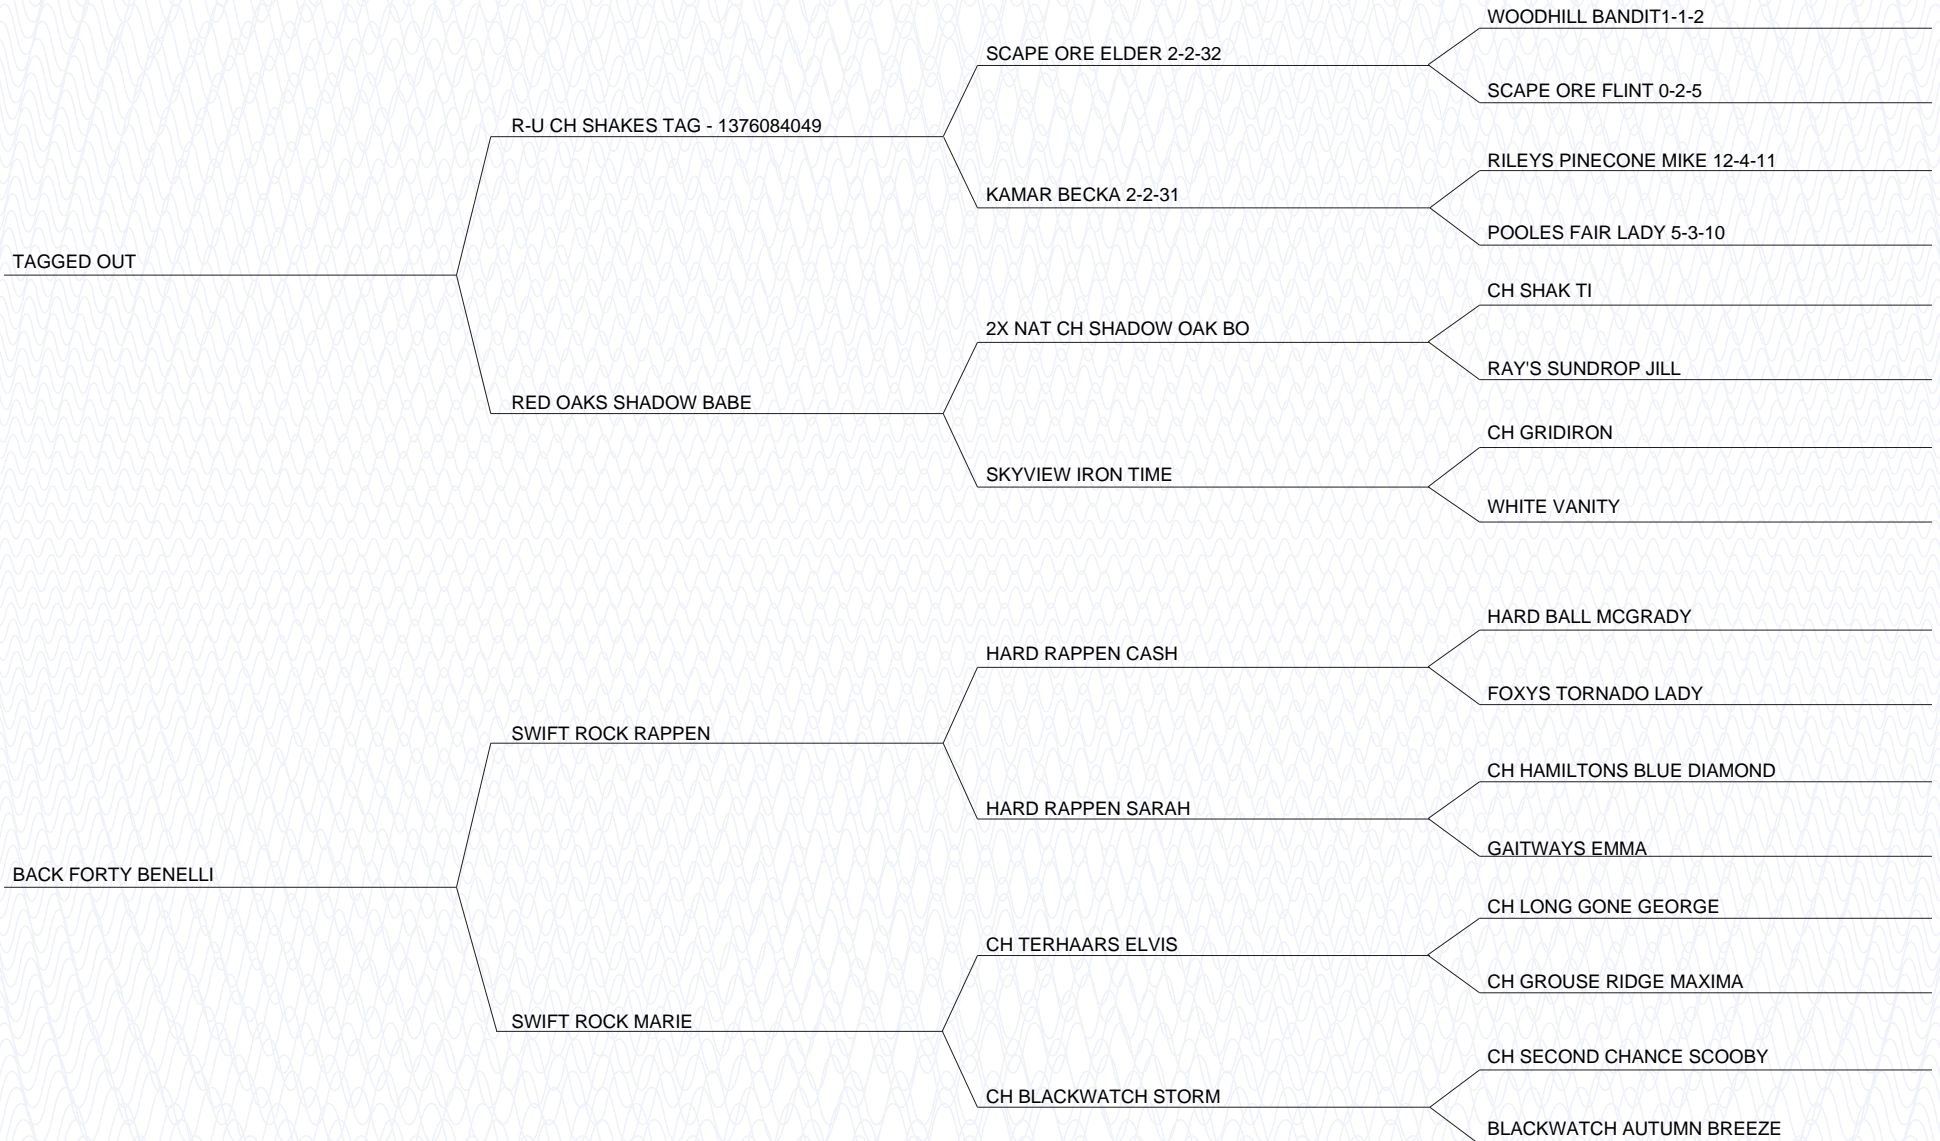 WOODHILL BANDIT1-1-2
SCAPE ORE ELDER 2-2-32
SCAPE ORE FLINT 0-2-5
R-U CH SHAKES TAG - 1376084049
RILEYS PINECONE MIKE 12-4-11
KAMAR BECKA 2-2-31
POOLES FAIR LADY 5-3-10
TAGGED OUT
CH SHAK TI
2X NAT CH SHADOW OAK BO
RAY'S SUNDROP JILL
RED OAKS SHADOW BABE
CH GRIDIRON
SKYVIEW IRON TIME
WHITE VANITY
HARD BALL MCGRADY
HARD RAPPEN CASH
FOXYS TORNADO LADY
SWIFT ROCK RAPPEN
CH HAMILTONS BLUE DIAMOND
HARD RAPPEN SARAH
GAITWAYS EMMA
BACK FORTY BENELLI
CH LONG GONE GEORGE
CH TERHAARS ELVIS
CH GROUSE RIDGE MAXIMA
SWIFT ROCK MARIE
CH SECOND CHANCE SCOOBY
CH BLACKWATCH STORM
BLACKWATCH AUTUMN BREEZE